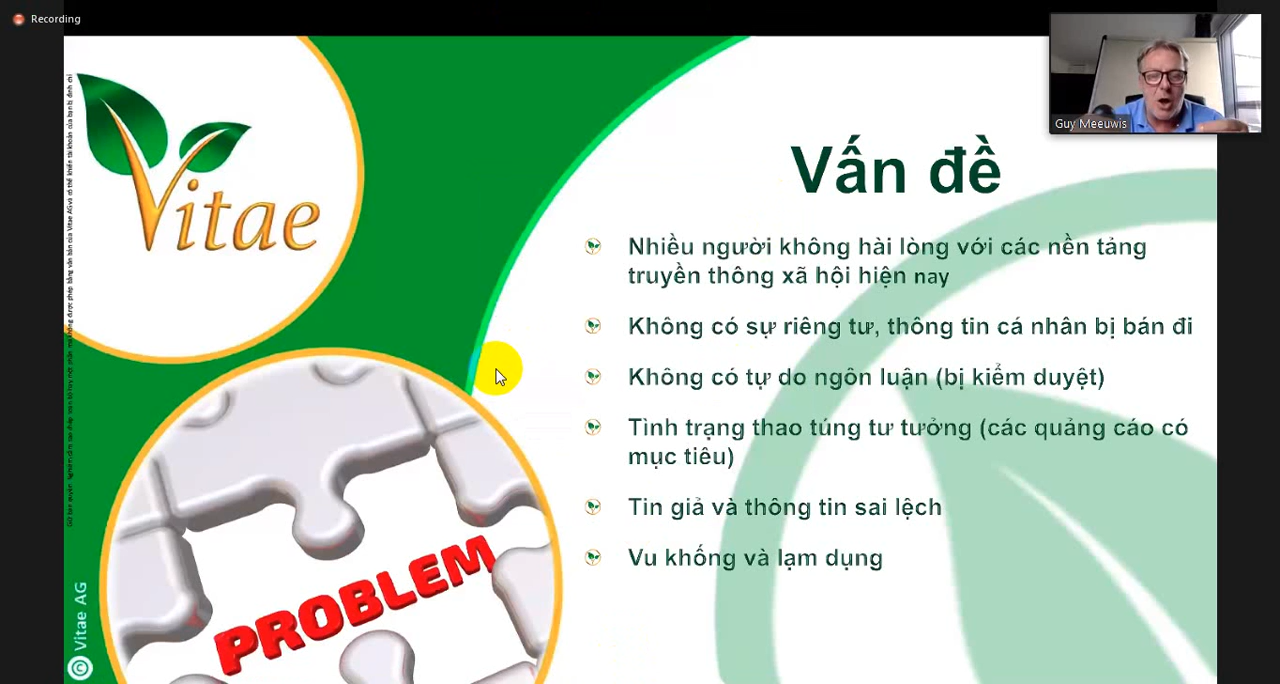 Recording
Guy Meeuwis
Vitae
Vấn đề
Nhiều người không hài lòng với các nền tảng
truyền thông xã hội hiện nay
Không có sự riêng tư, thông tin cá nhân bị bán đi
Không có tự do ngôn luận (bị kiểm duyệt)
Tình trạng thao túng tư tưởng (các quảng cáo có
mục tiêu)
Tin giả và thông tin sai lệch
Vu khống và lạm dụng
PROBLEM
© Vitae AG